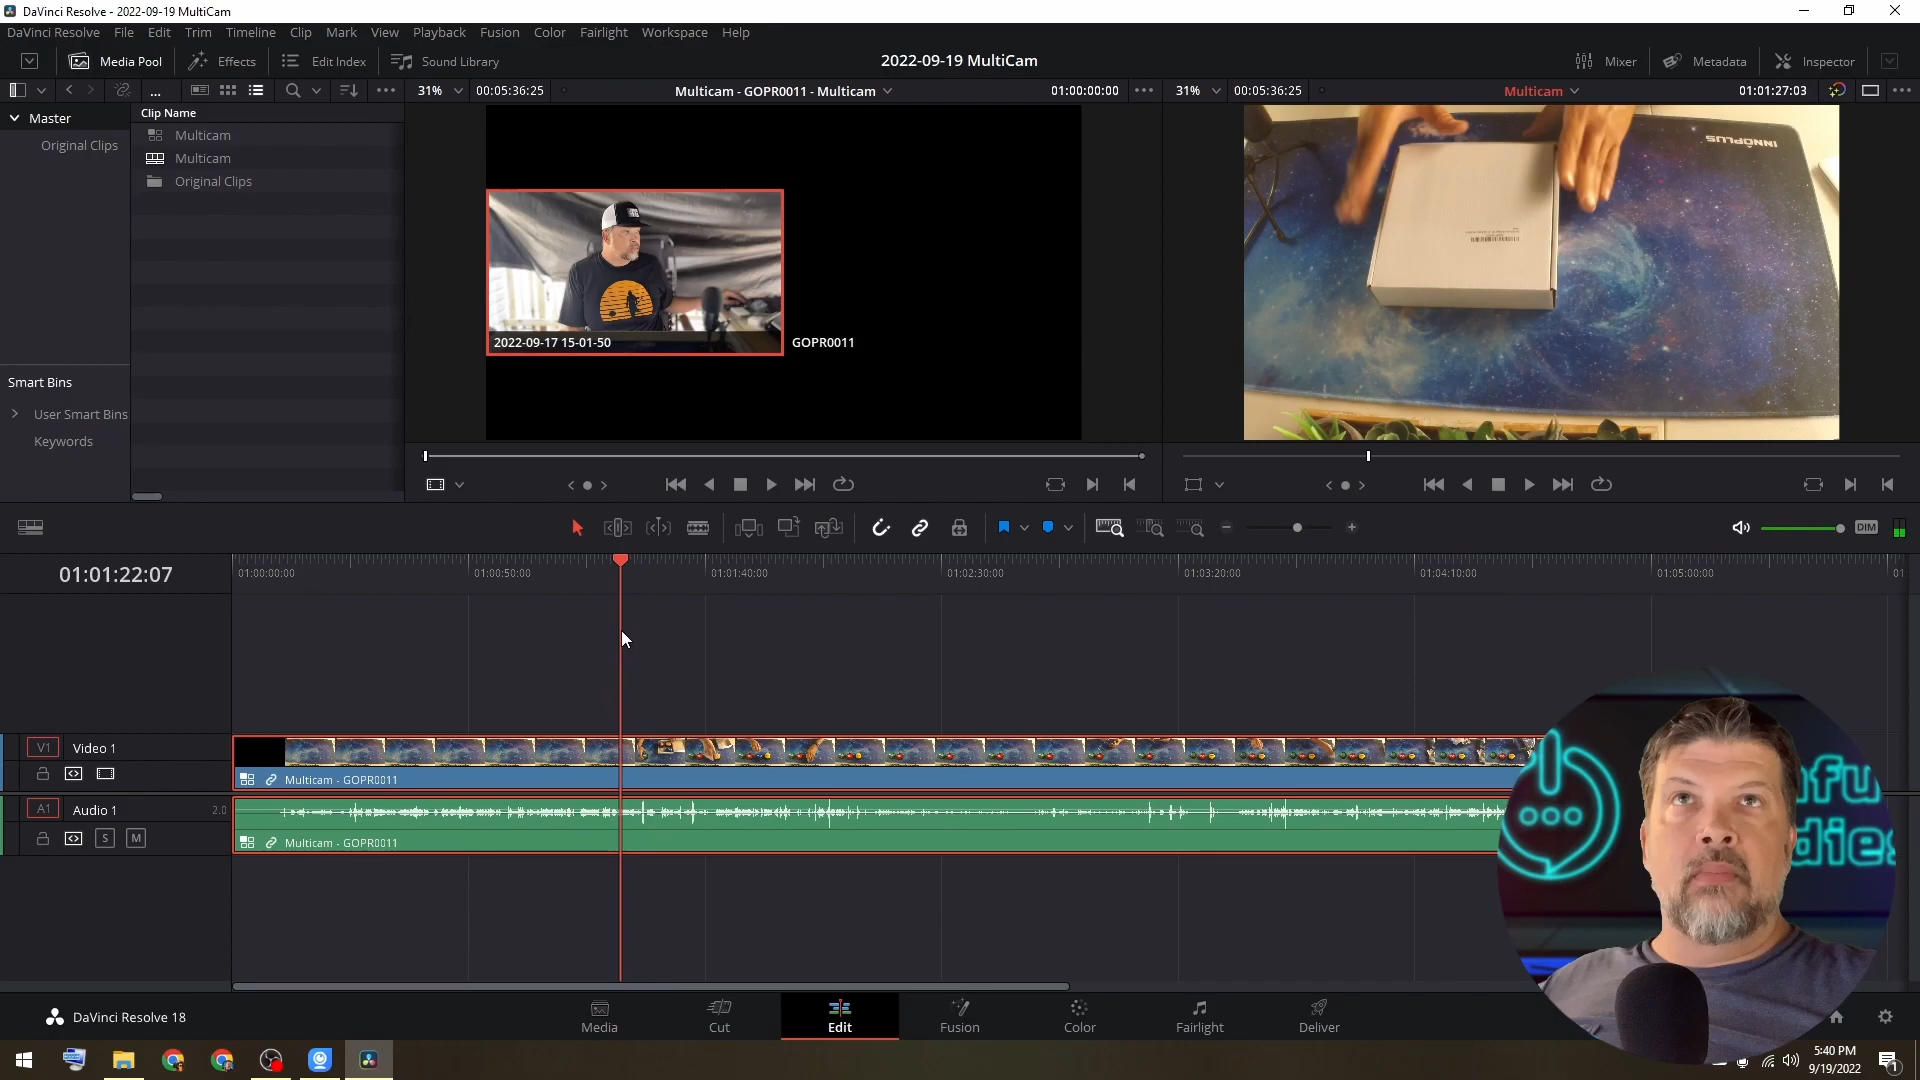 DaVinci Resolve - 2022-09-19 MultiCam
DaVinci Resolve File Edit Trim Timeline Clip Mark View Playback Fusion Color Fairlight Workspace Help
Media Pool Effects Edit Index Sound Library 2022-09-19 MultiCam Mixer Metadata Inspector
31% 00:05:36:25 Multicam - GOPR0011 - Multicam 01:00:00:00 31% 00:05:36:25 Multicam 01:01:27:03
Master
Original Clips
Clip Name
Multicam
Multicam
Original Clips
Smart Bins
User Smart Bins
Keywords
2022-09-17 15-01-50
GOPR0011
INNOPLUS
DIM
01:01:22:07
01:00:00:00 01:00:50:00 01:01:40:00 01:02:30:00 01:03:20:00 01:04:10:00 01:05:00:00 01
V1 Video 1
Multicam - GOPR0011
A1 Audio 1 2.0
S M
Multicam - GOPR0011
DaVinci Resolve 18
Media Cut Edit Fusion Color Fairlight Deliver
5:40 PM
9/19/2022
1